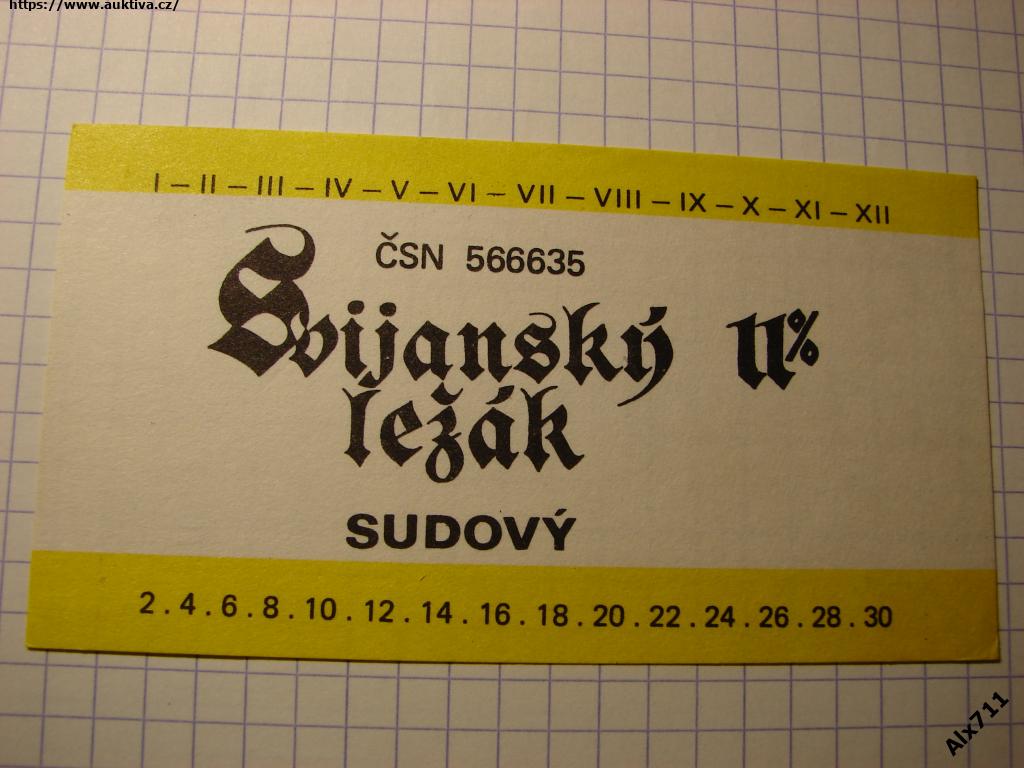 https://www.auktiva.cz/
I – II – III – IV – V – VI – VII – VIII – IX – X – XI – XII
ČSN 566635
Svijanský 11%
ležák
SUDOVÝ
2 . 4 . 6 . 8 . 10 . 12 . 14 . 16 . 18 . 20 . 22 . 24 . 26 . 28 . 30
Alx711